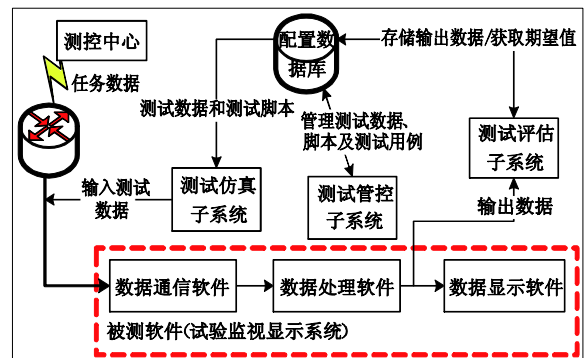 测控中心
任务数据
配置数
据库
存储输出数据/获取期望值
测试数据和测试脚本
管理测试数据、
脚本及测试用例
测试评估
子系统
输入测试
数据
测试仿真
子系统
测试管控
子系统
输出数据
数据通信软件
数据处理软件
数据显示软件
被测软件(试验监视显示系统)